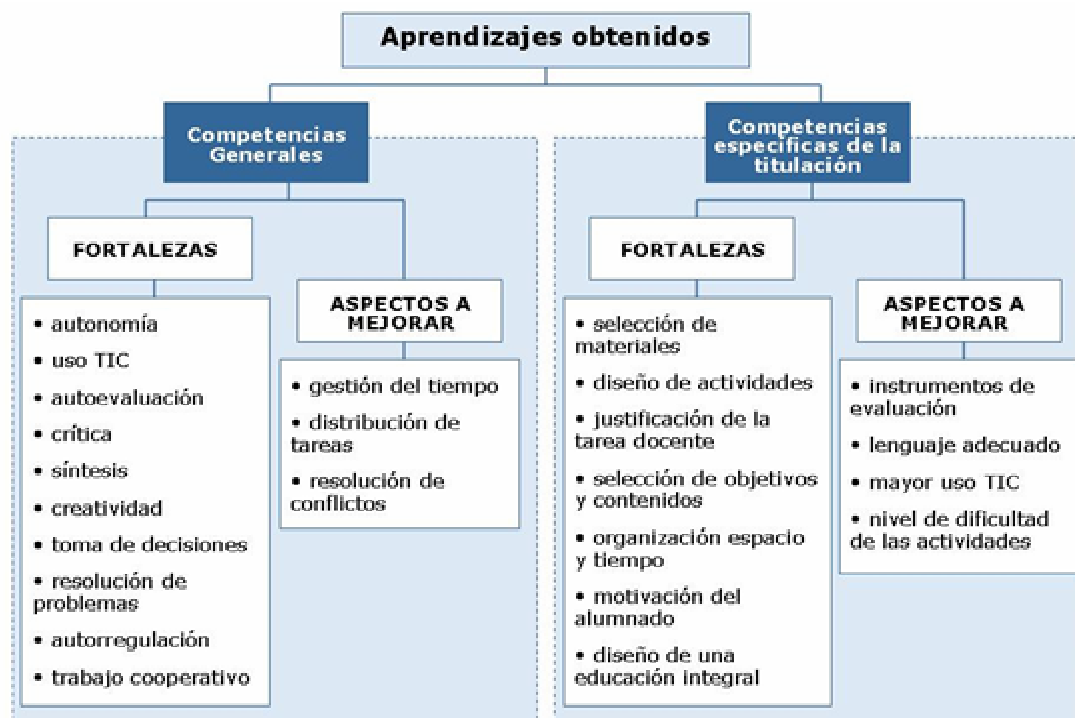 Aprendizajes obtenidos
Competencias
Generales
FORTALEZAS
• autonomía
• uso TIC
• autoevaluación
• crítica
• síntesis
• creatividad
• toma de decisiones
• resolución de
problemas
• autorregulación
• trabajo cooperativo
ASPECTOS A
MEJORAR
• gestión del tiempo
• distribución de
tareas
• resolución de
conflictos
Competencias
específicas de la
titulación
FORTALEZAS
• selección de
materiales
• diseño de actividades
• justificación de la
tarea docente
• selección de objetivos
y contenidos
• organización espacio
y tiempo
• motivación del
alumnado
• diseño de una
educación integral
ASPECTOS A
MEJORAR
• instrumentos de
evaluación
• lenguaje adecuado
• mayor uso TIC
• nivel de dificultad
de las actividades